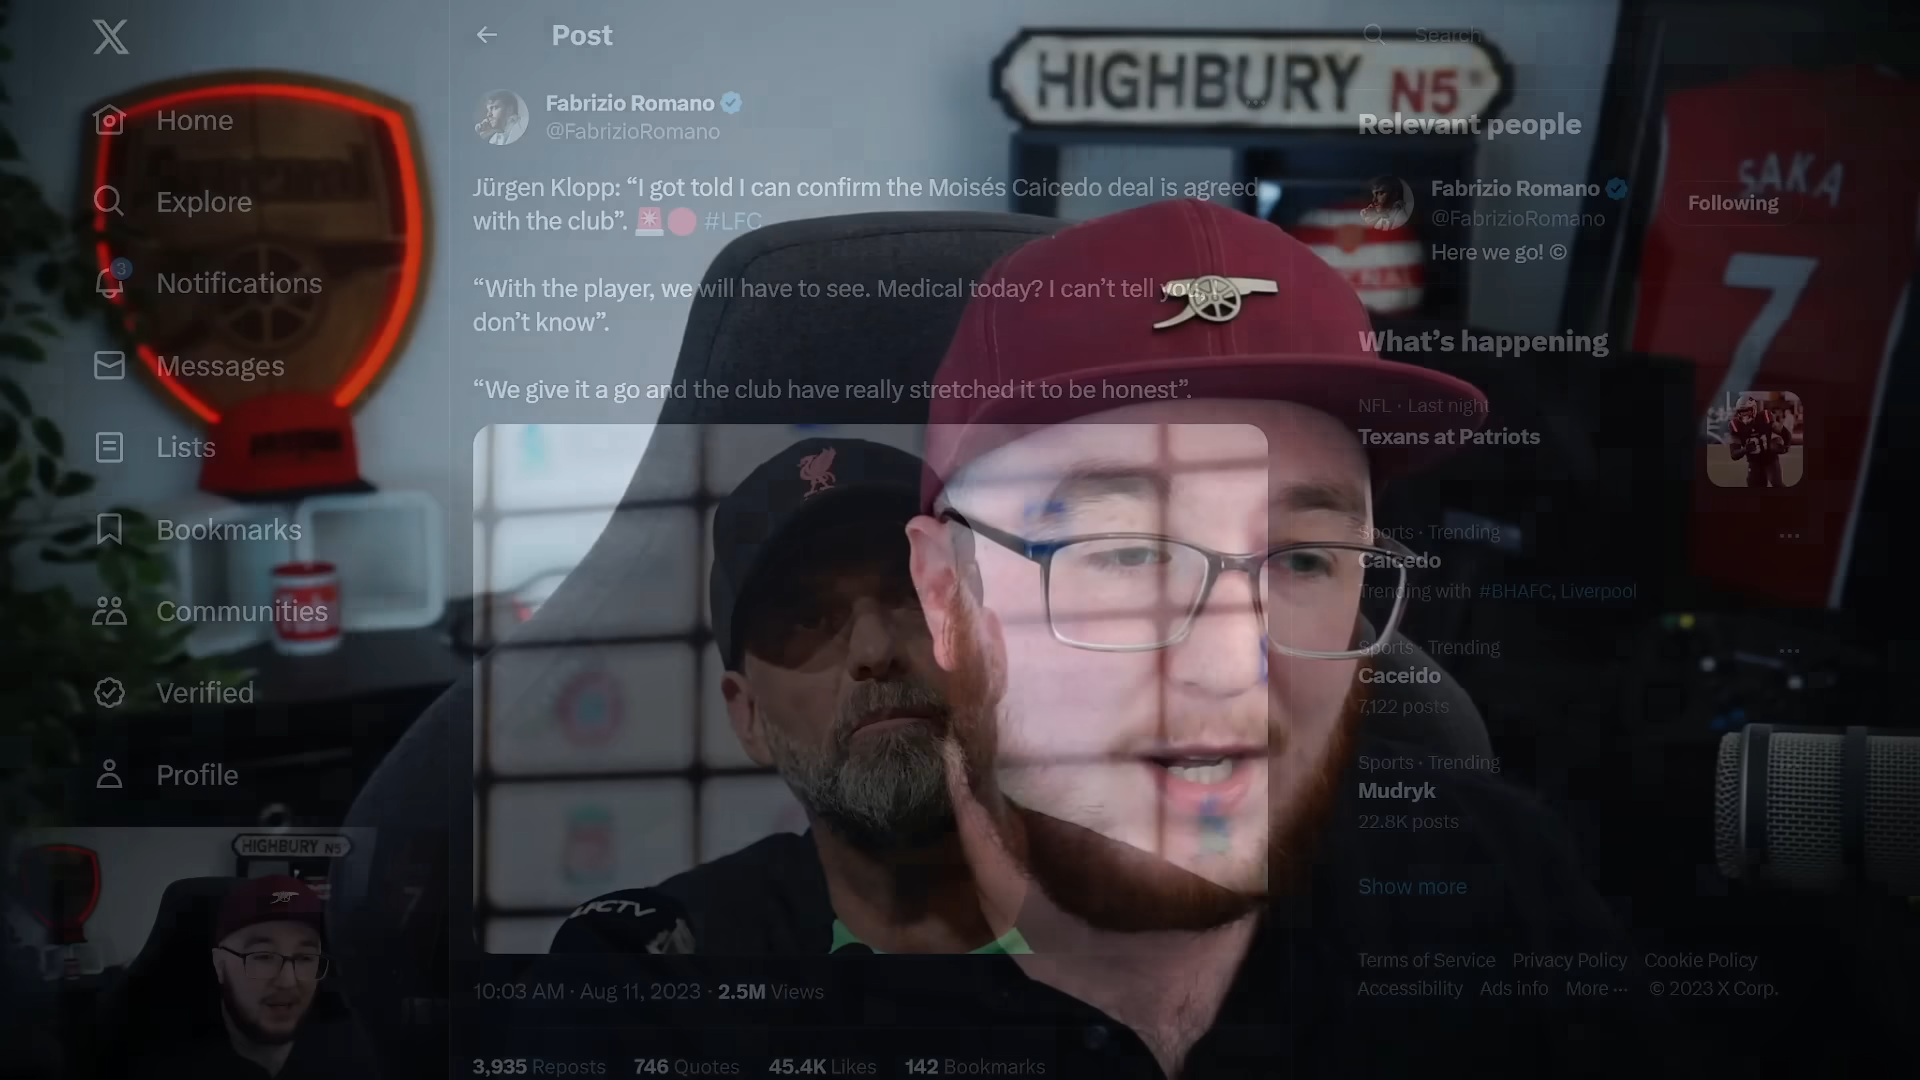 Home
Explore
3
Notifications
Messages
Lists
Bookmarks
Communities
Verified
Profile
HIGHBURY N5
Post
Fabrizio Romano
@FabrizioRomano
Jürgen Klopp: “I got told I can confirm the Moisés Caicedo deal is agreed
with the club”. #LFC
“With the player, we will have to see. Medical today? I can’t tell you,
don’t know”.
“We give it a go and the club have really stretched it to be honest”.
LFCTV
10:03 AM · Aug 11, 2023 · 2.5M Views
3,935 Reposts 746 Quotes 45.4K Likes 142 Bookmarks
HIGHBURY N5
SAKA
7
Search
Relevant people
Fabrizio Romano
@FabrizioRomano
Following
Here we go! ©
What’s happening
NFL · Last night
Texans at Patriots
Sports · Trending
Caicedo
Trending with #BHAFC, Liverpool
Sports · Trending
Caceido
7,122 posts
Sports · Trending
Mudryk
22.8K posts
Show more
Terms of Service Privacy Policy Cookie Policy
Accessibility Ads info More ··· © 2023 X Corp.